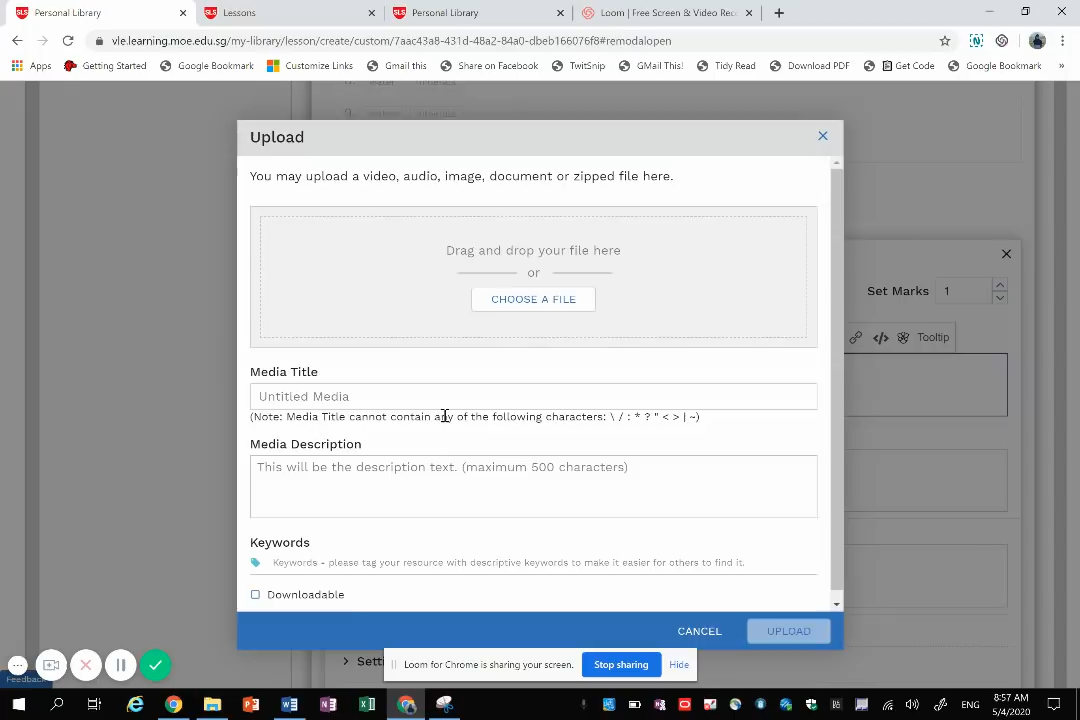 Personal Library
Lessons
Personal Library
Loom | Free Screen & Video Rec
vle.learning.moe.edu.sg/my-library/lesson/create/custom/7aac43a8-431d-48a2-84a0-dbeb166076f8#remodalopen
Apps
Getting Started
Google Bookmark
Customize Links
Gmail this
Share on Facebook
TwitSnip
GMail This!
Tidy Read
Download PDF
Get Code
Google Bookmark
»
Upload
You may upload a video, audio, image, document or zipped file here.
Drag and drop your file here
or
CHOOSE A FILE
Set Marks 1
Tooltip
Media Title
Untitled Media
(Note: Media Title cannot contain any of the following characters: \ / : * ? " < > | ~)
Media Description
This will be the description text. (maximum 500 characters)
Keywords
Keywords - please tag your resource with descriptive keywords to make it easier for others to find it.
Downloadable
CANCEL
UPLOAD
Loom for Chrome is sharing your screen.
Stop sharing
Hide
Feedback
ENG
8:57 AM
5/4/2020